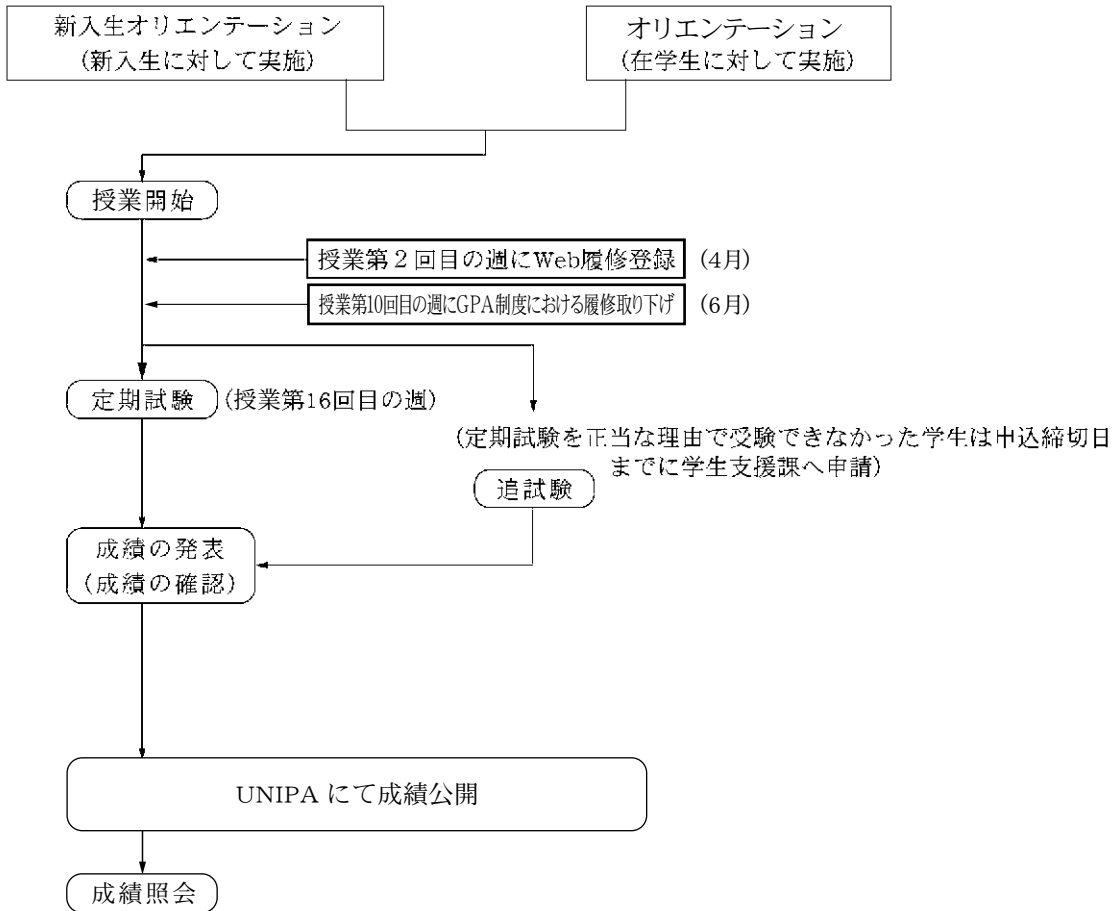 新入生オリエンテーション
(新入生に対して実施)
オリエンテーション
(在学生に対して実施)
授業開始
授業第２回目の週にWeb履修登録 (4月)
授業第10回目の週にGPA制度における履修取り下げ (6月)
定期試験 (授業第16回目の週)
(定期試験を正当な理由で受験できなかった学生は申込締切日
までに学生支援課へ申請)
追試験
成績の発表
(成績の確認)
UNIPA にて成績公開
成績照会